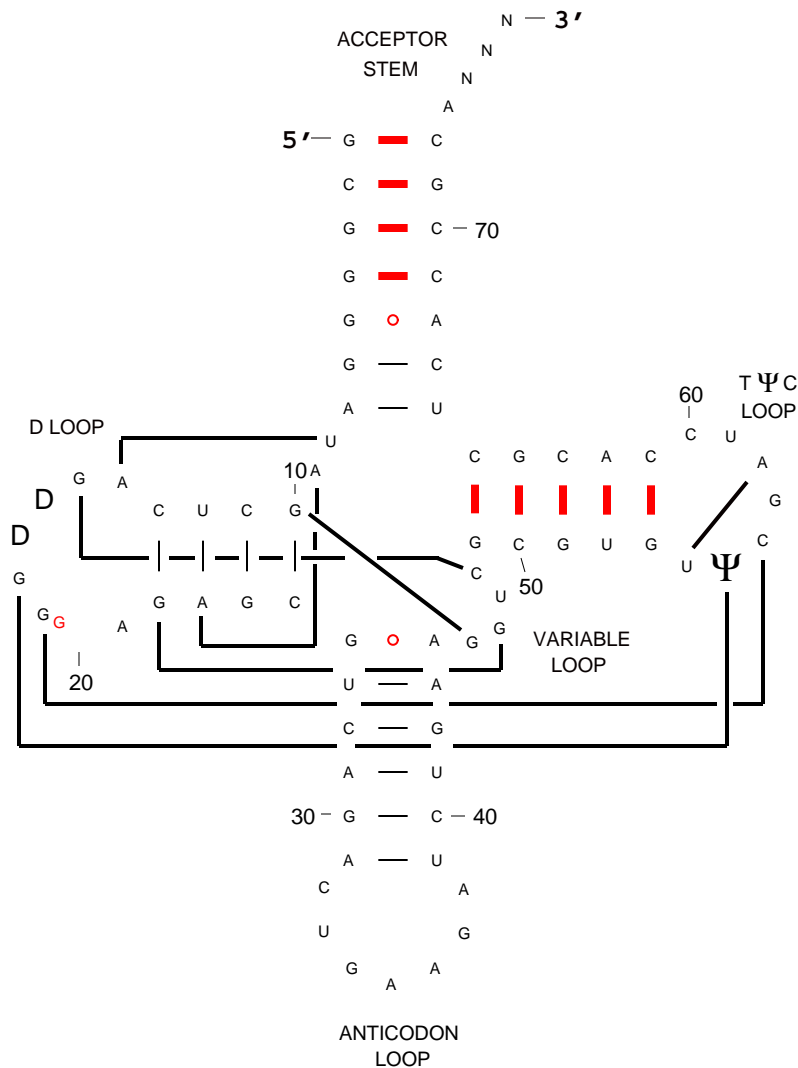 N — 3’
ACCEPTOR
STEM
N
N
A
5’ — G C
C G
G C — 70
G C
G A
G C
A U
60
T Ψ C
LOOP
D LOOP
U
C U
10
A
G A
C G C A C
A
G
D
C U C G
D
G C G U G
C
U Ψ
G
C
50
U
G G
A
G A G C
G
20
G A G
VARIABLE
LOOP
U A
C G
A U
30 — G C — 40
A U
C A
U G
G A
A
ANTICODON
LOOP